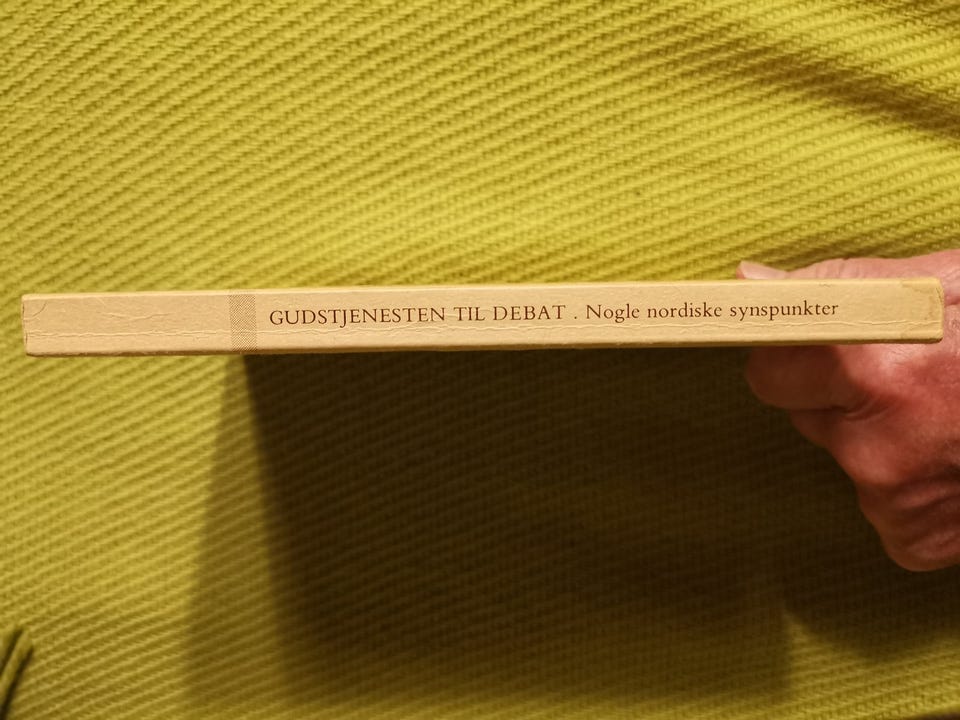 GUDSTJENESTEN TIL DEBAT . Nogle nordiske synspunkter